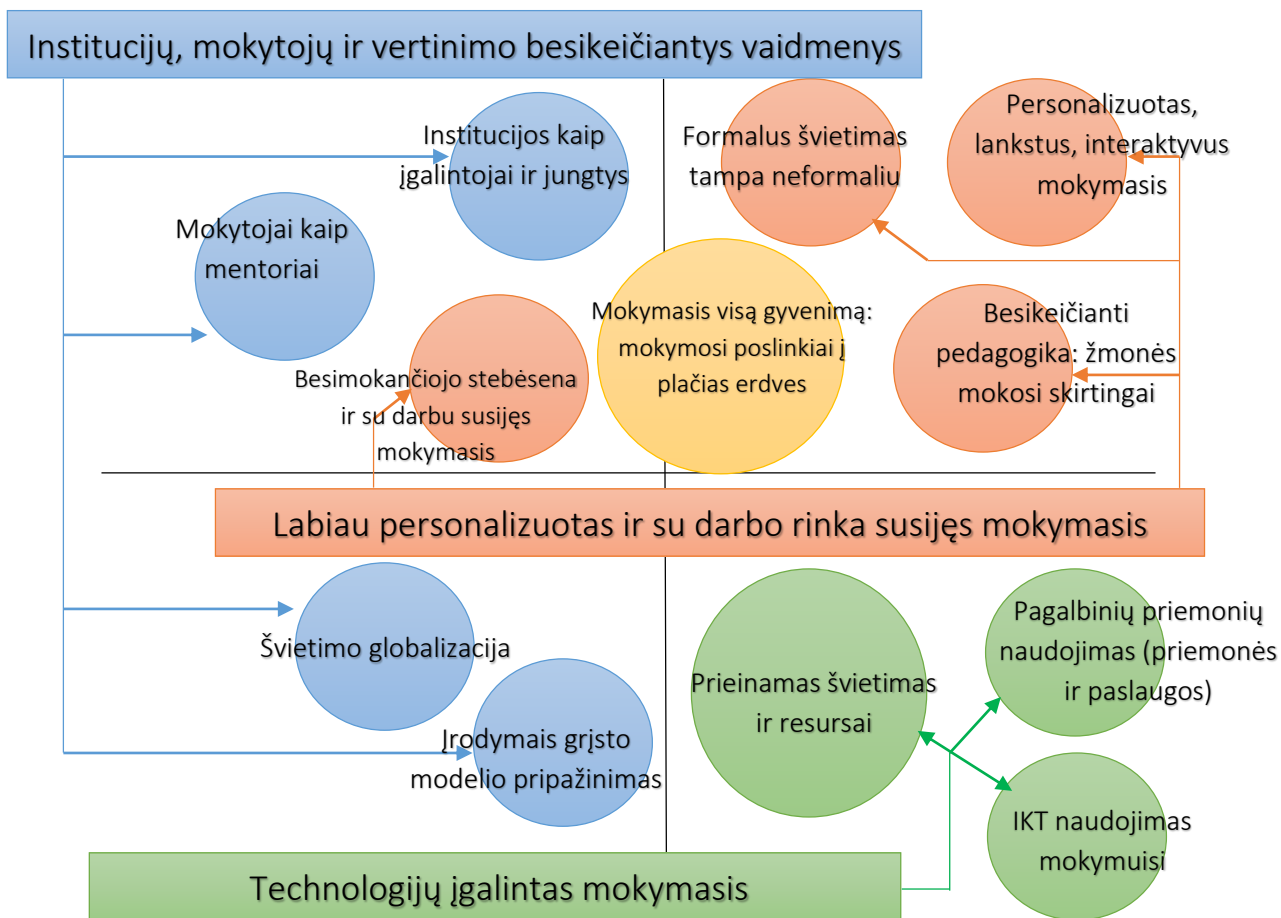 Institucijų, mokytojų ir vertinimo besikeičiantys vaidmenys
Institucijos kaip
įgalintojai ir jungtys
Formalus švietimas
tampa neformaliu
Personalizuotas,
lankstus, interaktyvus
mokymasis
Mokytojai kaip
mentoriai
Mokymasis visą gyvenimą:
mokymosi poslinkiai į
plačias erdves
Besikeičianti
pedagogika: žmonės
mokosi skirtingai
Besimokančiojo stebėsena
ir su darbu susijęs
mokymasis
Labiau personalizuotas ir su darbo rinka susijęs mokymasis
Švietimo globalizacija
Įrodymais grįsto
modelio pripažinimas
Prieinamas švietimas
ir resursai
Pagalbinių priemonių
naudojimas (priemonės
ir paslaugos)
IKT naudojimas
mokymuisi
Technologijų įgalintas mokymasis